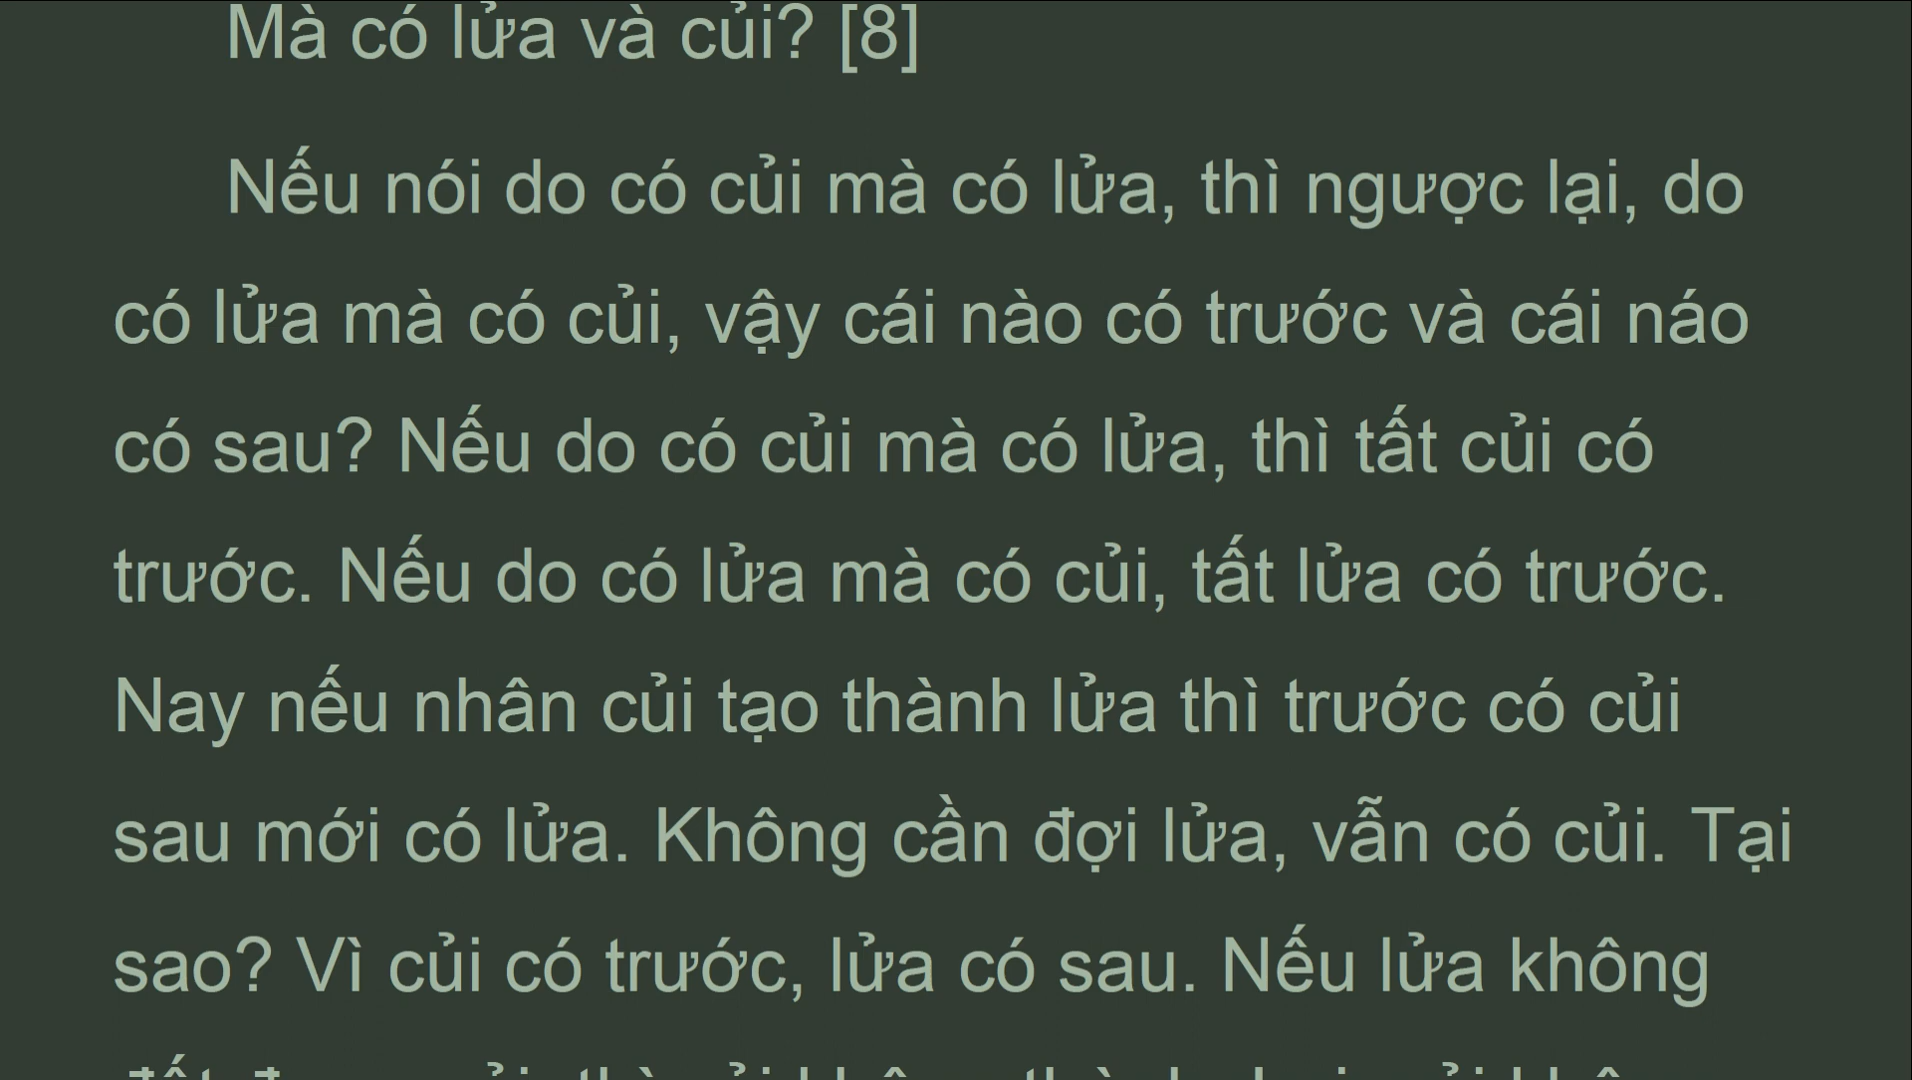 Mà có lửa và củi? [8]
Nếu nói do có củi mà có lửa, thì ngược lại, do
có lửa mà có củi, vậy cái nào có trước và cái náo
có sau? Nếu do có củi mà có lửa, thì tất củi có
trước. Nếu do có lửa mà có củi, tất lửa có trước.
Nay nếu nhân củi tạo thành lửa thì trước có củi
sau mới có lửa. Không cần đợi lửa, vẫn có củi. Tại
sao? Vì củi có trước, lửa có sau. Nếu lửa không